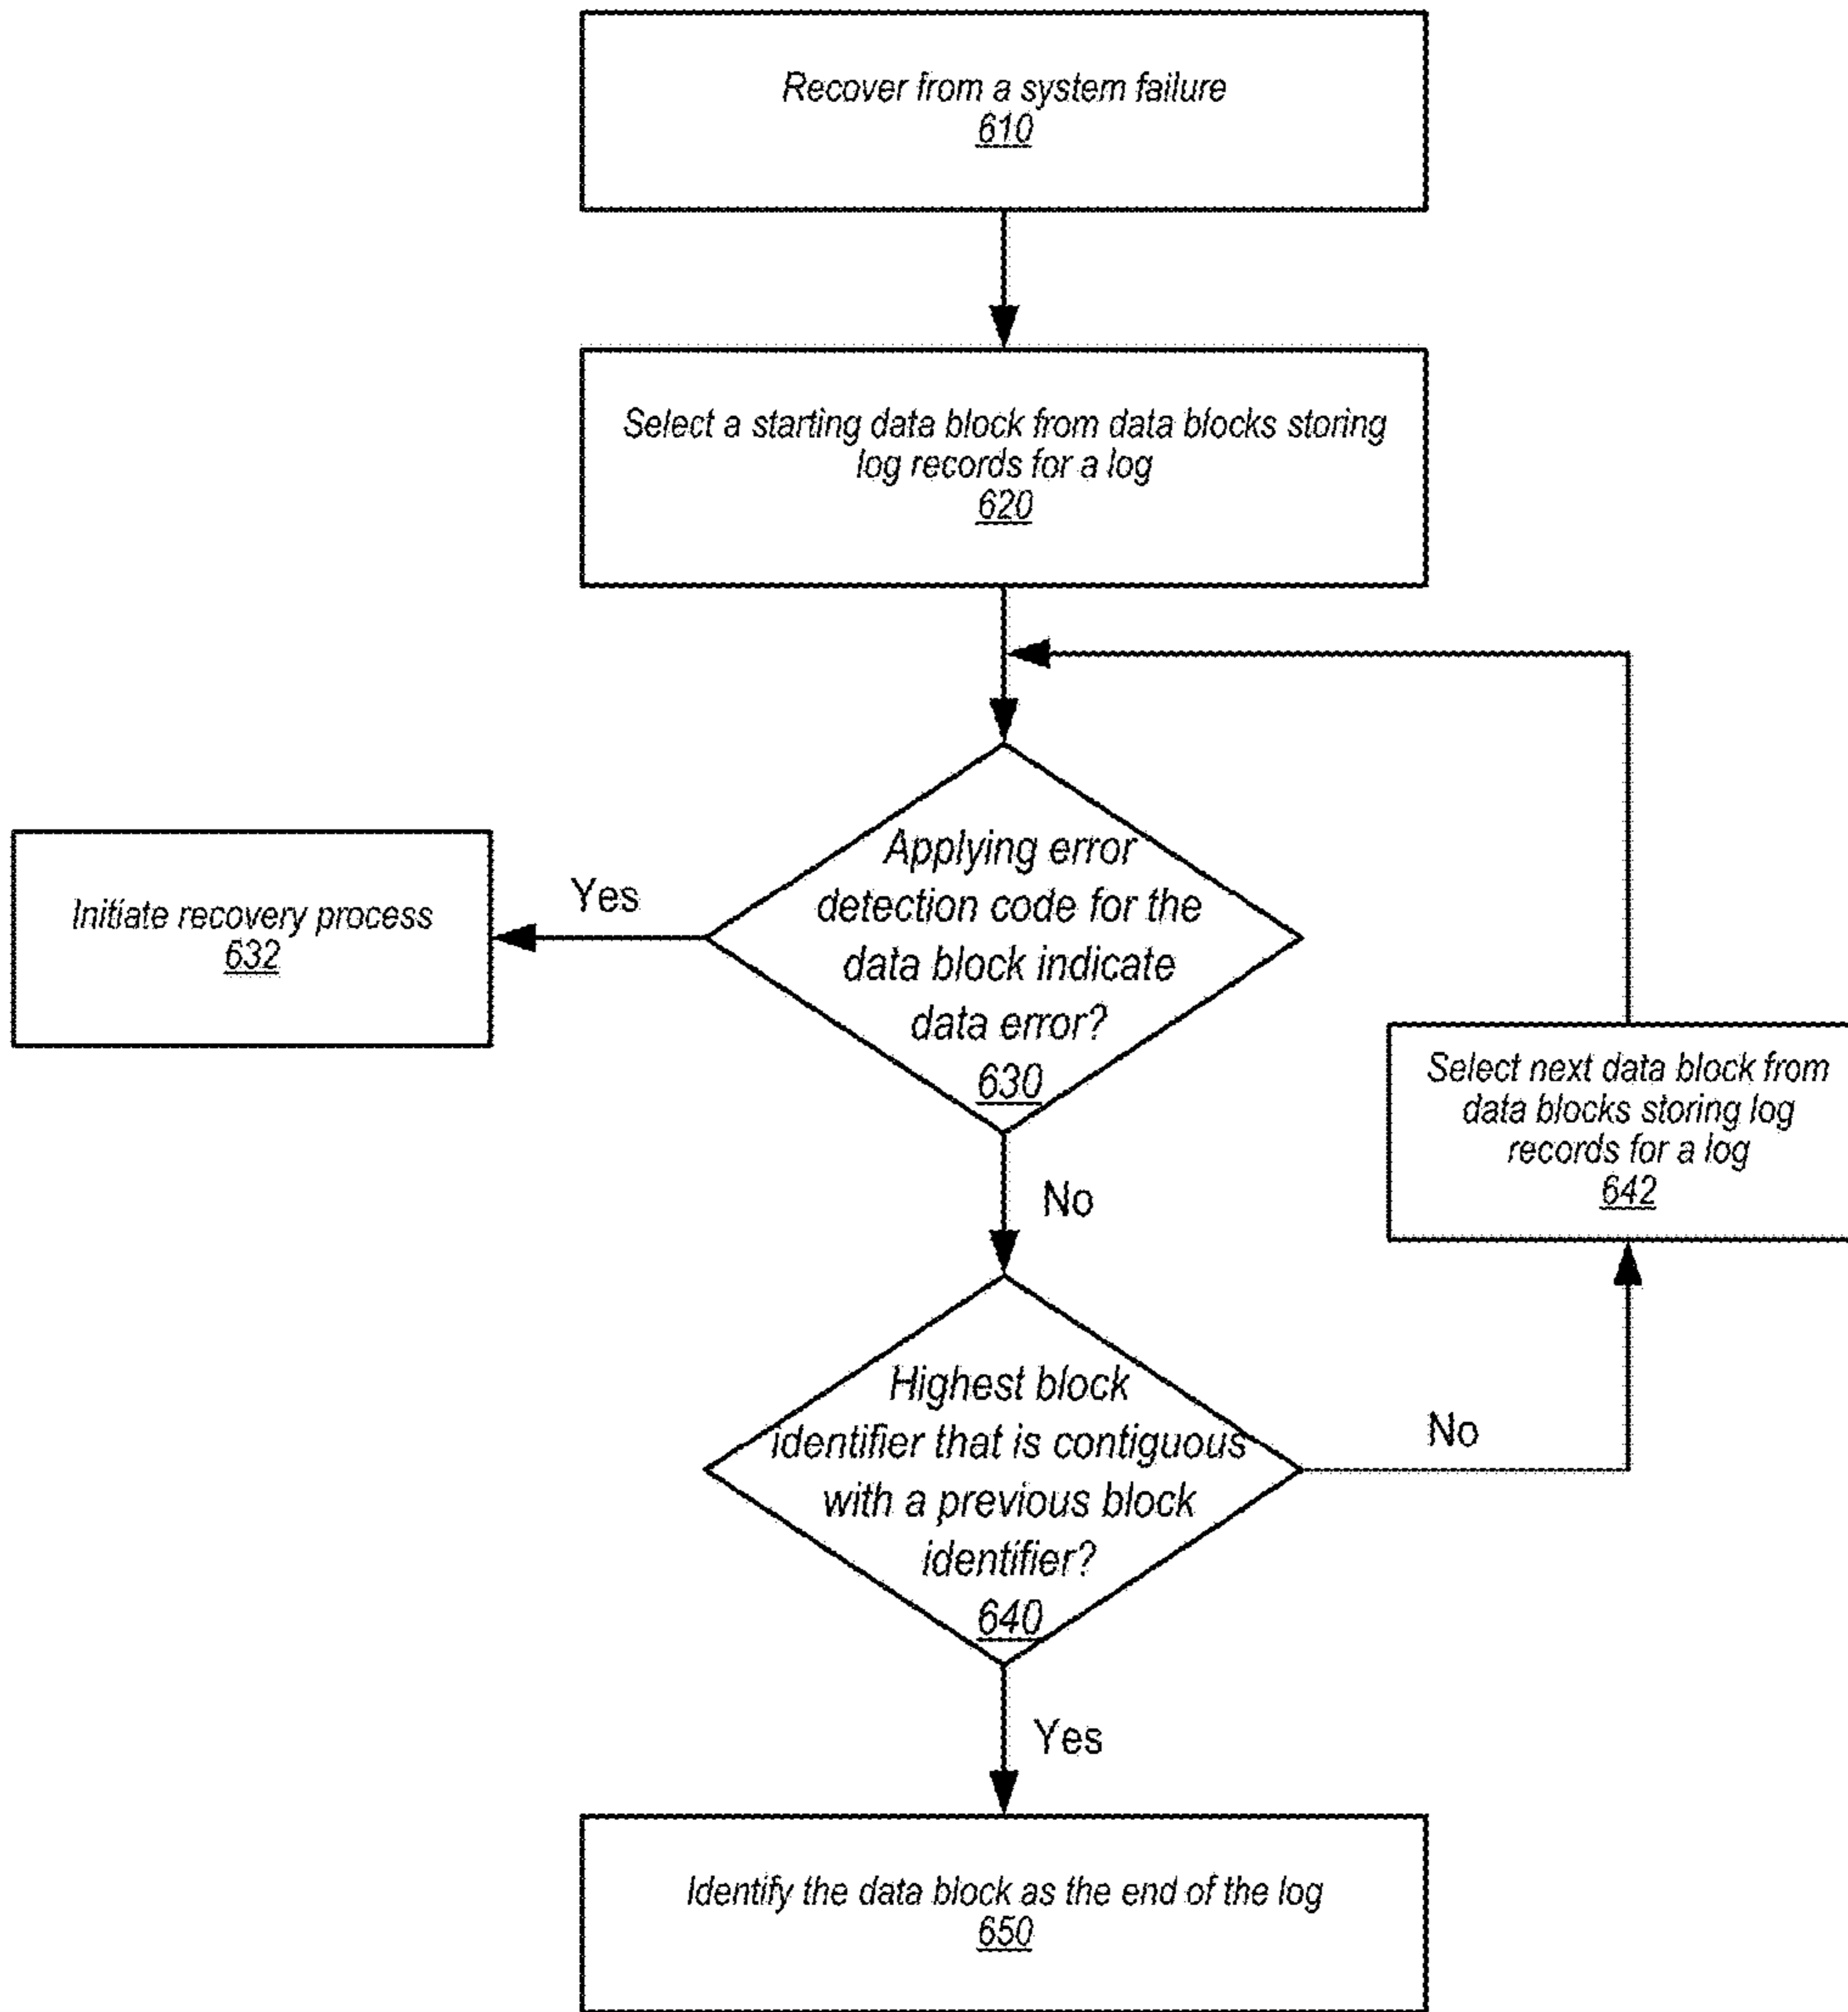 Recover from a system failure
610
Select a starting data block from data blocks storing
log records for a log
620
Applying error
detection code for the
data block indicate
data error?
630
Yes
Initiate recovery process
632
No
Select next data block from
data blocks storing log
records for a log
642
Highest block
identifier that is contiguous
with a previous block
identifier?
640
No
Yes
Identify the data block as the end of the log
650